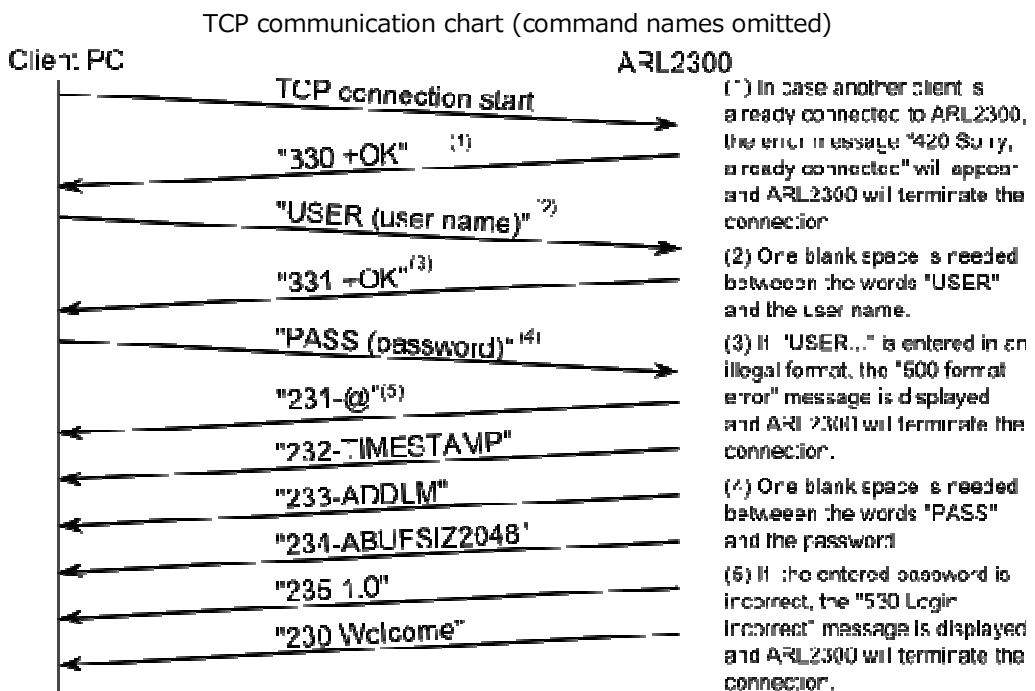 TCP communication chart (command names omitted)
Client PC
ARL2300
TCP connection start
"330 +OK" (1)
"USER (user name)" (2)
"331 +OK" (3)
"PASS (password)" (4)
"231-@" (5)
"232-TIMESTAMP"
"233-ADDLM"
"234-ABUFSIZ2048"
"235 1.0"
"230 Welcome"
(1) In case another client is
already connected to ARL2300,
the error message "420 Sorry,
already connected" will appear
and ARL2300 will terminate the
connection
(2) One blank space is needed
betweeen the words "USER"
and the user name.
(3) If "USER..." is entered in an
illegal format, the "500 format
error" message is displayed
and ARL2300 will terminate the
connection.
(4) One blank space is needed
betweeen the words "PASS"
and the password
(5) If the entered password is
incorrect, the "530 Login
incorrect" message is displayed
and ARL2300 will terminate the
connection.